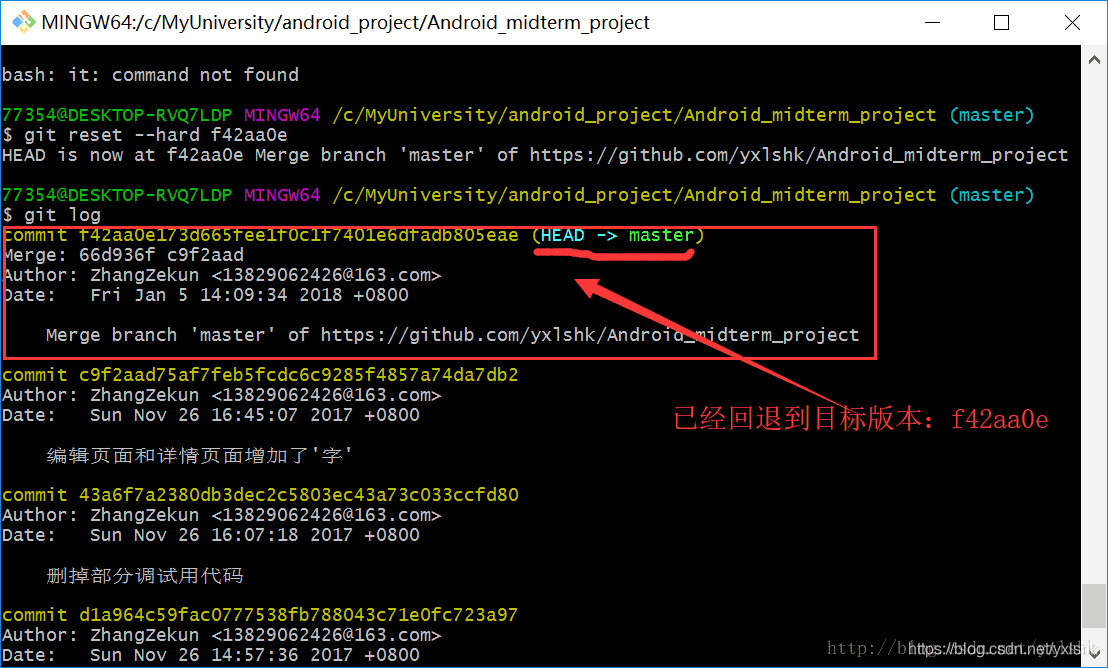 MINGW64:/c/MyUniversity/android_project/Android_midterm_project
bash: it: command not found
77354@DESKTOP-RVQ7LDP MINGW64 /c/MyUniversity/android_project/Android_midterm_project (master)
$ git reset --hard f42aa0e
HEAD is now at f42aa0e Merge branch 'master' of https://github.com/yxlshk/Android_midterm_project
77354@DESKTOP-RVQ7LDP MINGW64 /c/MyUniversity/android_project/Android_midterm_project (master)
$ git log
commit f42aa0e173d665fee1f0c1f7401e6dfadb805eae (HEAD -> master)
Merge: 66d936f c9f2aad
Author: ZhangZekun <13829062426@163.com>
Date:   Fri Jan 5 14:09:34 2018 +0800
Merge branch 'master' of https://github.com/yxlshk/Android_midterm_project
commit c9f2aad75af7feb5fcdc6c9285f4857a74da7db2
Author: ZhangZekun <13829062426@163.com>
Date:   Sun Nov 26 16:45:07 2017 +0800
已经回退到目标版本：f42aa0e
编辑页面和详情页面增加了'字'
commit 43a6f7a2380db3dec2c5803ec43a73c033ccfd80
Author: ZhangZekun <13829062426@163.com>
Date:   Sun Nov 26 16:07:18 2017 +0800
删掉部分调试用代码
commit d1a964c59fac0777538fb788043c71e0fc723a97
Author: ZhangZekun <13829062426@163.com>
Date:   Sun Nov 26 14:57:36 2017 +0800
https://blog.csdn.net/yxlshk